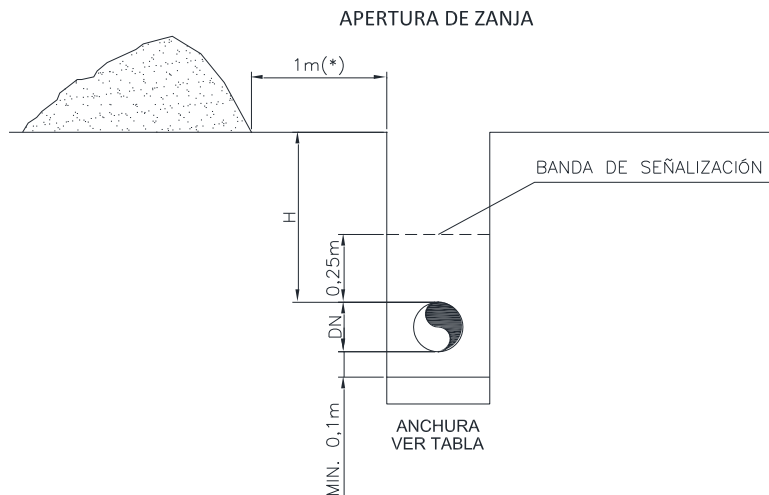 APERTURA DE ZANJA
1m(*)
BANDA DE SEÑALIZACIÓN
H
0,25m
DN
MIN. 0,1m
ANCHURA
VER TABLA